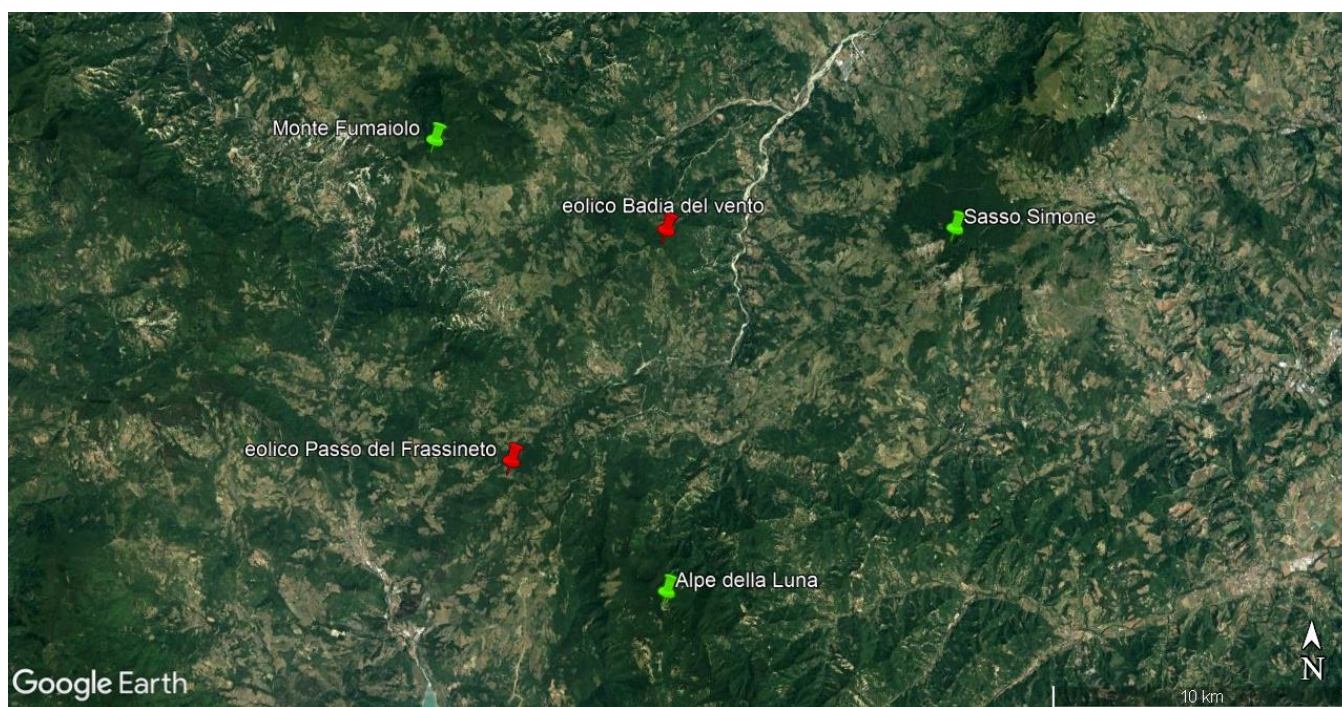 Monte Fumaiolo
eolico Badia del vento
Sasso Simone
eolico Passo del Frassineto
Alpe della Luna
N
Google Earth
10 km